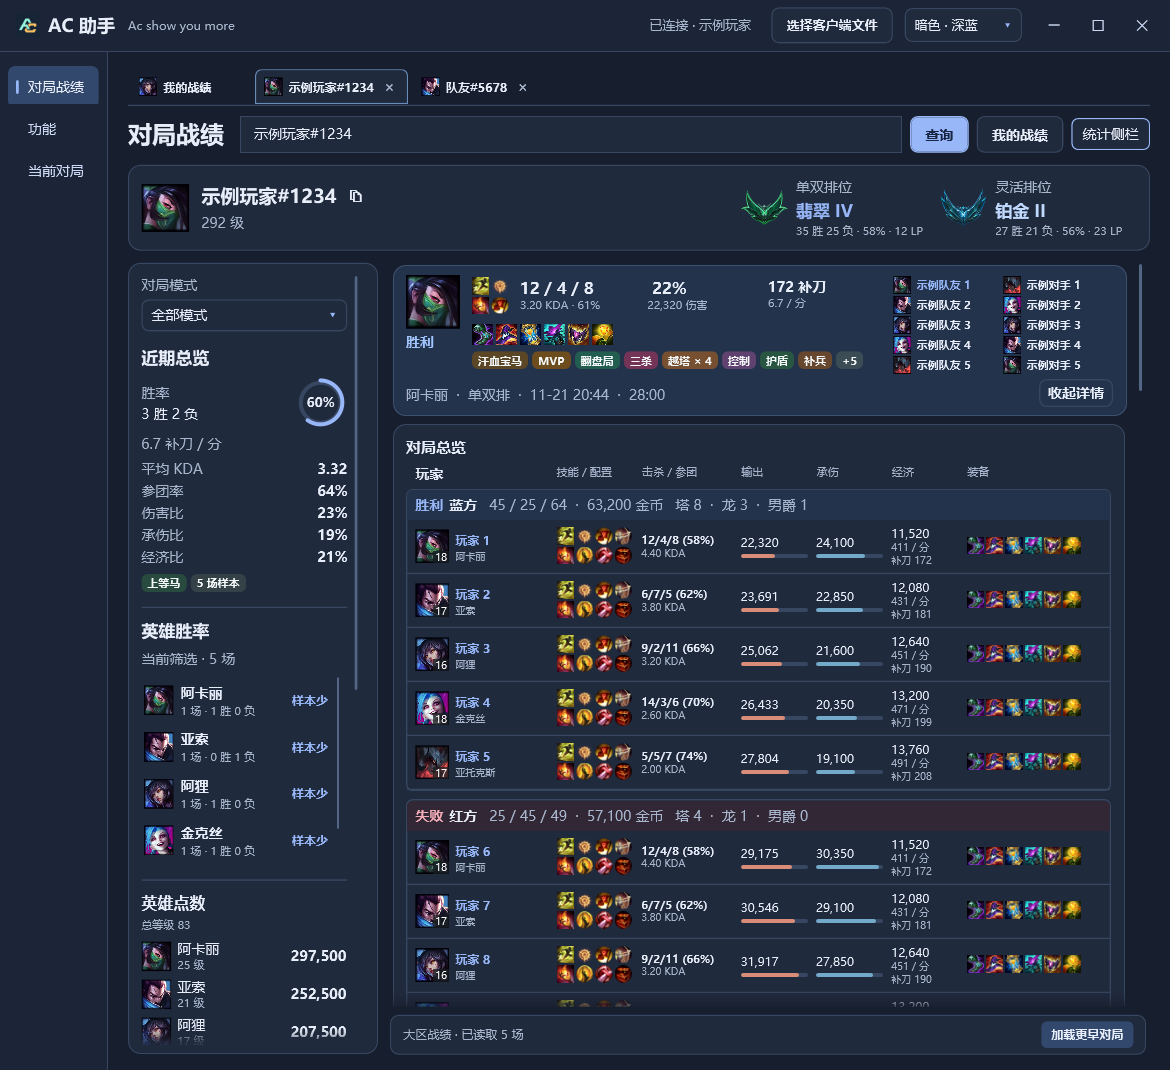 AC 助手 Ac show you more 已连接 · 示例玩家 选择客户端文件 暗色 · 深蓝
对局战绩
功能
当前对局
我的战绩 示例玩家#1234 × 队友#5678 ×
对局战绩 示例玩家#1234 查询 我的战绩 统计侧栏
示例玩家#1234
292 级
单双排位
翡翠 IV
35 胜 25 负 · 58% · 12 LP
灵活排位
铂金 II
27 胜 21 负 · 56% · 23 LP
对局模式
全部模式
近期总览
胜率
3 胜 2 负
60%
6.7 补刀 / 分
平均 KDA 3.32
参团率 64%
伤害比 23%
承伤比 19%
经济比 21%
上等马 5 场样本
英雄胜率
当前筛选 · 5 场
阿卡丽
1 场 · 1 胜 0 负
样本少
亚索
1 场 · 0 胜 1 负
样本少
阿狸
1 场 · 1 胜 0 负
样本少
金克丝
1 场 · 1 胜 0 负
样本少
英雄点数
总等级 83
阿卡丽
25 级
297,500
亚索
21 级
252,500
阿狸
17 级
207,500
胜利
12 / 4 / 8
3.20 KDA · 61%
22%
22,320 伤害
172 补刀
6.7 / 分
汗血宝马 MVP 翻盘局 三杀 越塔 × 4 控制 护盾 补兵 +5
示例队友 1 示例对手 1
示例队友 2 示例对手 2
示例队友 3 示例对手 3
示例队友 4 示例对手 4
示例队友 5 示例对手 5
阿卡丽 · 单双排 · 11-21 20:44 · 28:00
收起详情
对局总览
玩家 技能 / 配置 击杀 / 参团 输出 承伤 经济 装备
胜利 蓝方 45 / 25 / 64 · 63,200 金币 塔 8 · 龙 3 · 男爵 1
18
玩家 1
阿卡丽
12/4/8 (58%)
4.40 KDA
22,320
24,100
11,520
411 / 分
补刀 172
17
玩家 2
亚索
6/7/5 (62%)
3.80 KDA
23,691
22,850
12,080
431 / 分
补刀 181
16
玩家 3
阿狸
9/2/11 (66%)
3.20 KDA
25,062
21,600
12,640
451 / 分
补刀 190
18
玩家 4
金克丝
14/3/6 (70%)
2.60 KDA
26,433
20,350
13,200
471 / 分
补刀 199
17
玩家 5
亚托克斯
5/5/7 (74%)
2.00 KDA
27,804
19,100
13,760
491 / 分
补刀 208
失败 红方 25 / 45 / 49 · 57,100 金币 塔 4 · 龙 1 · 男爵 0
18
玩家 6
阿卡丽
12/4/8 (58%)
4.40 KDA
29,175
30,350
11,520
411 / 分
补刀 172
17
玩家 7
亚索
6/7/5 (62%)
3.80 KDA
30,546
29,100
12,080
431 / 分
补刀 181
16
玩家 8
阿狸
9/2/11 (66%)
3.20 KDA
31,917
27,850
12,640
451 / 分
补刀 190
13,200
大区战绩 · 已读取 5 场
加载更早对局